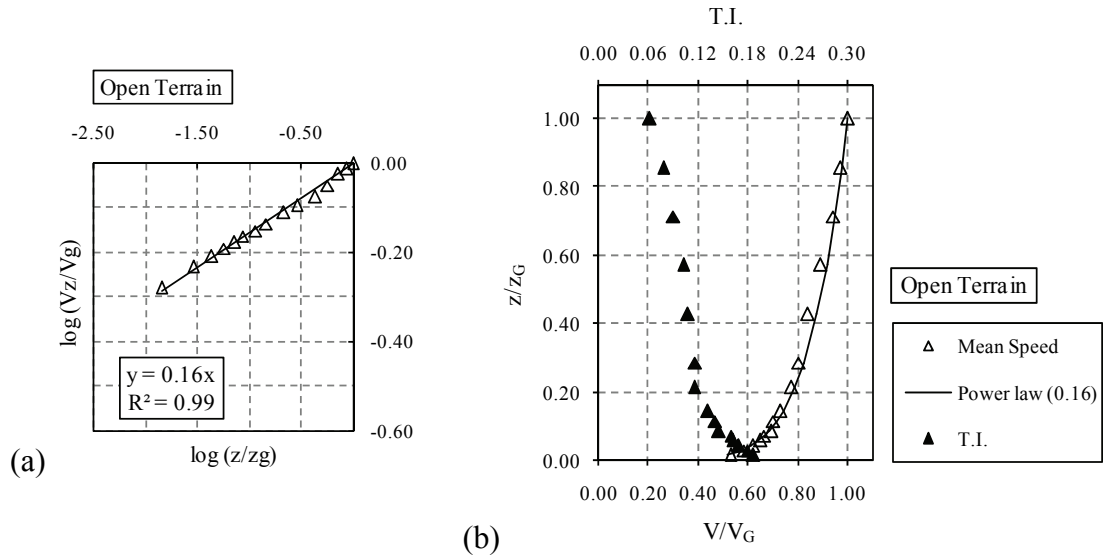 Open Terrain
-2.50 -1.50 -0.50
0.00
-0.20
-0.40
-0.60
log (Vz/Vg)
y = 0.16x
R² = 0.99
log (z/zg)
(a)
T.I.
0.00 0.06 0.12 0.18 0.24 0.30
1.00
0.80
0.60
0.40
0.20
0.00
z/zG
0.00 0.20 0.40 0.60 0.80 1.00
V/VG
(b)
Open Terrain
Mean Speed
Power law (0.16)
T.I.